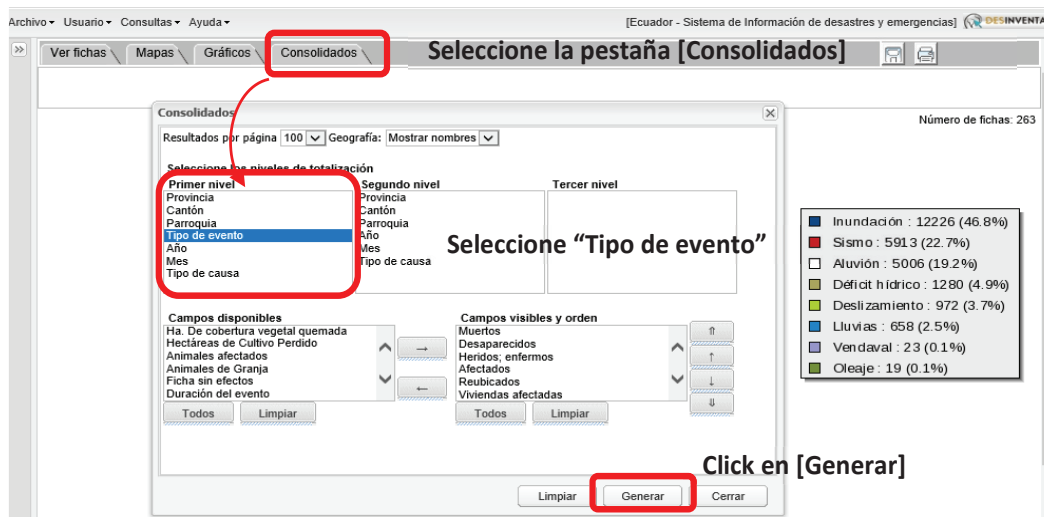 Archivo Usuario Consultas Ayuda [Ecuador - Sistema de Información de desastres y emergencias] DESINVENTA
Ver fichas Mapas Gráficos Consolidados Seleccione la pestaña [Consolidados]
Consolidados
Número de fichas: 263
Resultados por página 100 Geografía: Mostrar nombres
Seleccione los niveles de totalización
Primer nivel Segundo nivel Tercer nivel
Provincia Provincia
Cantón Cantón
Parroquia Parroquia
Tipo de evento Año
Año Mes
Mes Tipo de causa
Tipo de causa
Seleccione “Tipo de evento”
Inundación : 12226 (46.8%)
Sismo : 5913 (22.7%)
Aluvión : 5006 (19.2%)
Déficit hídrico : 1280 (4.9%)
Deslizamiento : 972 (3.7%)
Lluvias : 658 (2.5%)
Vendaval : 23 (0.1%)
Oleaje : 19 (0.1%)
Campos disponibles Campos visibles y orden
Ha. De cobertura vegetal quemada Muertos
Hectáreas de Cultivo Perdido Desaparecidos
Animales afectados Heridos; enfermos
Animales de Granja Afectados
Ficha sin efectos Reubicados
Duración del evento Viviendas afectadas
Todos Limpiar Todos Limpiar
Click en [Generar]
Limpiar Generar Cerrar